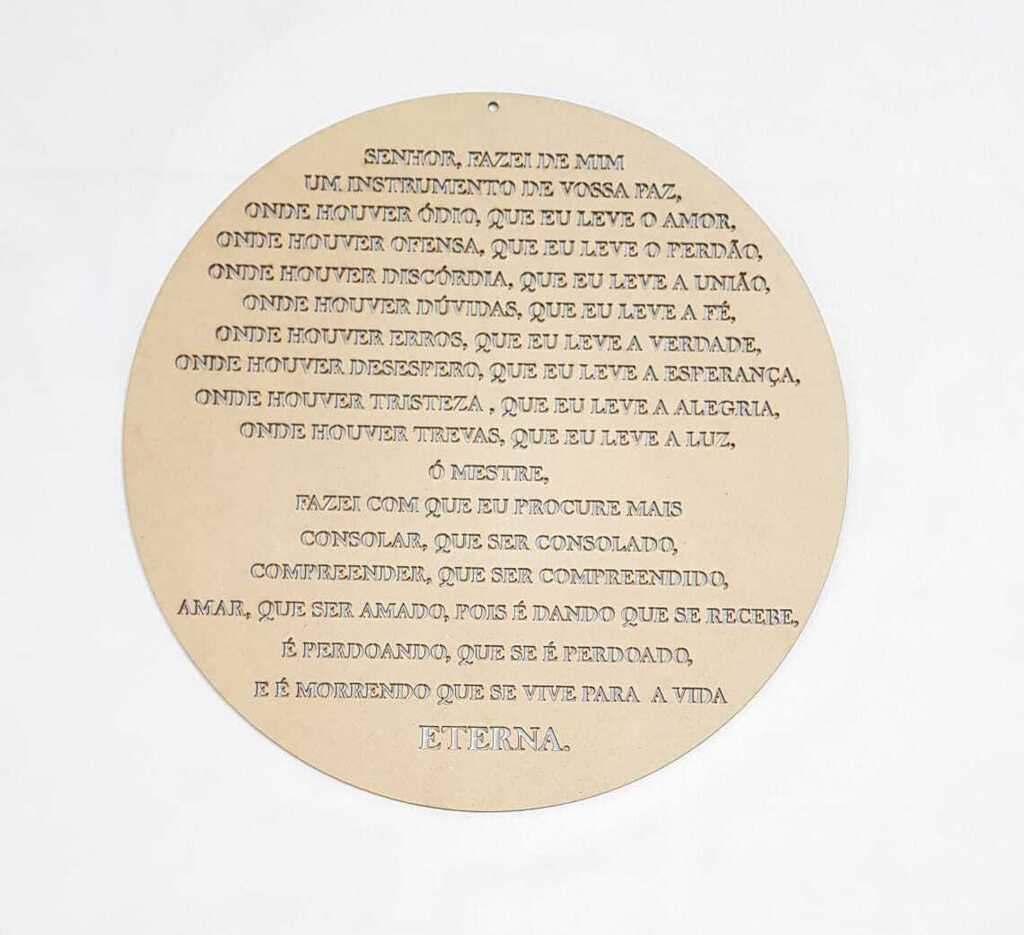 SENHOR, FAZEI DE MIM
UM INSTRUMENTO DE VOSSA PAZ,
ONDE HOUVER ÓDIO, QUE EU LEVE O AMOR,
ONDE HOUVER OFENSA, QUE EU LEVE O PERDÃO,
ONDE HOUVER DISCÓRDIA, QUE EU LEVE A UNIÃO,
ONDE HOUVER DÚVIDAS, QUE EU LEVE A FÉ,
ONDE HOUVER ERROS, QUE EU LEVE A VERDADE,
ONDE HOUVER DESESPERO, QUE EU LEVE A ESPERANÇA,
ONDE HOUVER TRISTEZA , QUE EU LEVE A ALEGRIA,
ONDE HOUVER TREVAS, QUE EU LEVE A LUZ,
Ó MESTRE,
FAZEI COM QUE EU PROCURE MAIS
CONSOLAR, QUE SER CONSOLADO,
COMPREENDER, QUE SER COMPREENDIDO,
AMAR, QUE SER AMADO, POIS É DANDO QUE SE RECEBE,
É PERDOANDO, QUE SE É PERDOADO,
E É MORRENDO QUE SE VIVE PARA A VIDA
ETERNA.